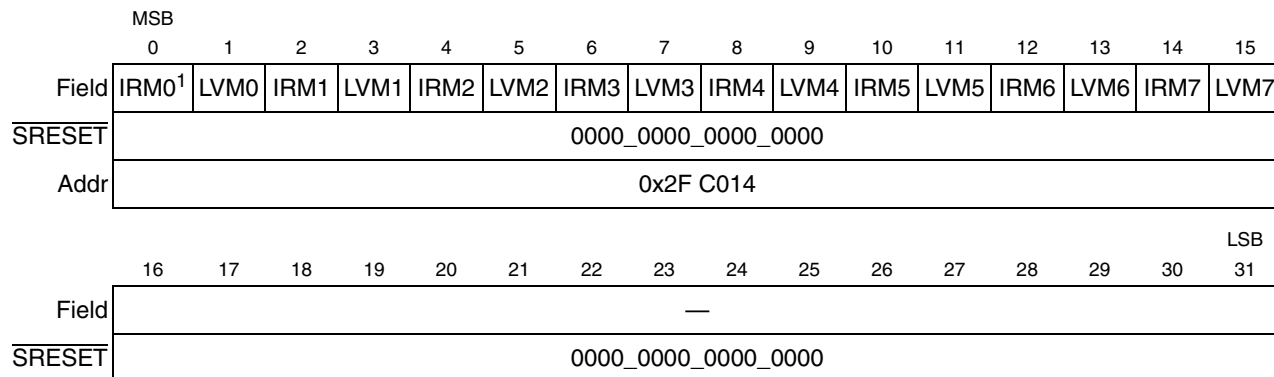 MSB
0 1 2 3 4 5 6 7 8 9 10 11 12 13 14 15
Field IRM0¹ LVM0 IRM1 LVM1 IRM2 LVM2 IRM3 LVM3 IRM4 LVM4 IRM5 LVM5 IRM6 LVM6 IRM7 LVM7
SRESET 0000_0000_0000_0000
Addr 0x2F C014
LSB
16 17 18 19 20 21 22 23 24 25 26 27 28 29 30 31
Field —
SRESET 0000_0000_0000_0000